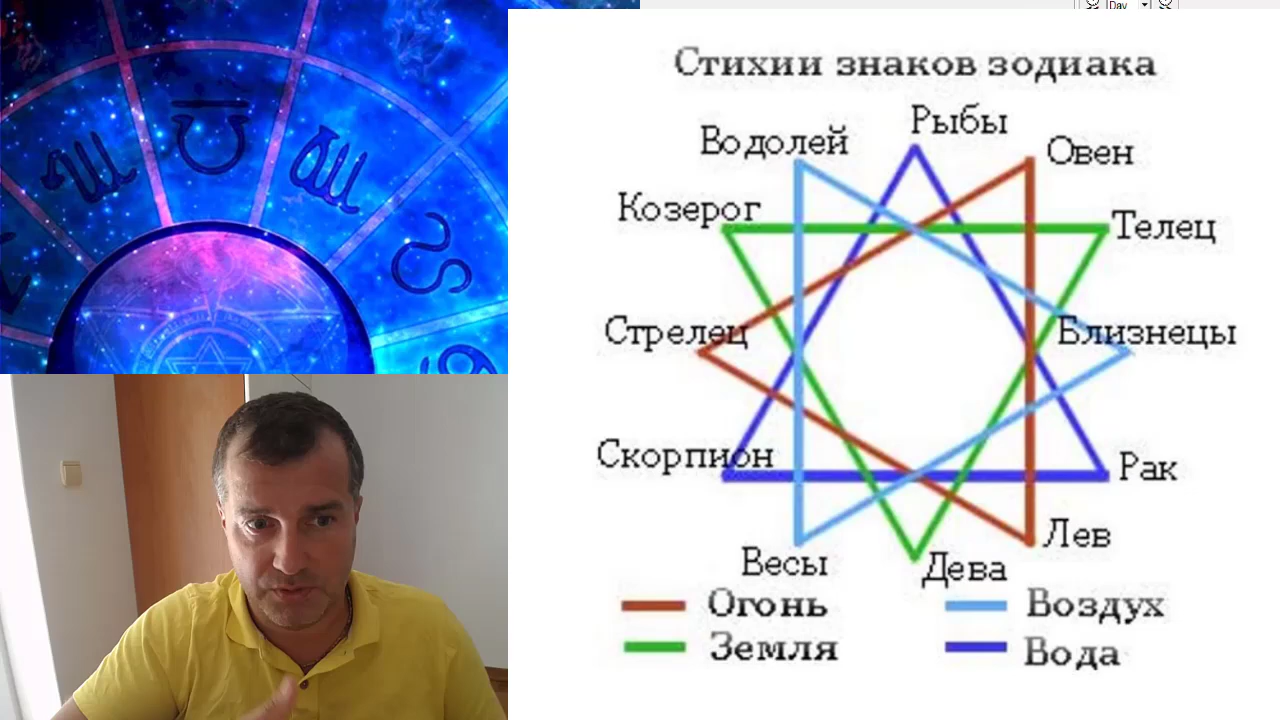 Day
Стихии знаков зодиака
Рыбы
Водолей
Овен
Козерог
Телец
Стрелец
Близнецы
Скорпион
Рак
Лев
Весы
Дева
Огонь
Воздух
Земля
Вода